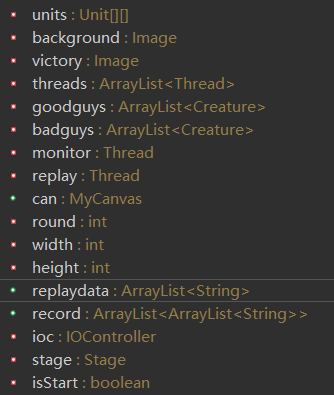 units : Unit[][]
background : Image
victory : Image
threads : ArrayList<Thread>
goodguys : ArrayList<Creature>
badguys : ArrayList<Creature>
monitor : Thread
replay : Thread
can : MyCanvas
round : int
width : int
height : int
replaydata : ArrayList<String>
record : ArrayList<ArrayList<String>>
ioc : IOController
stage : Stage
isStart : boolean